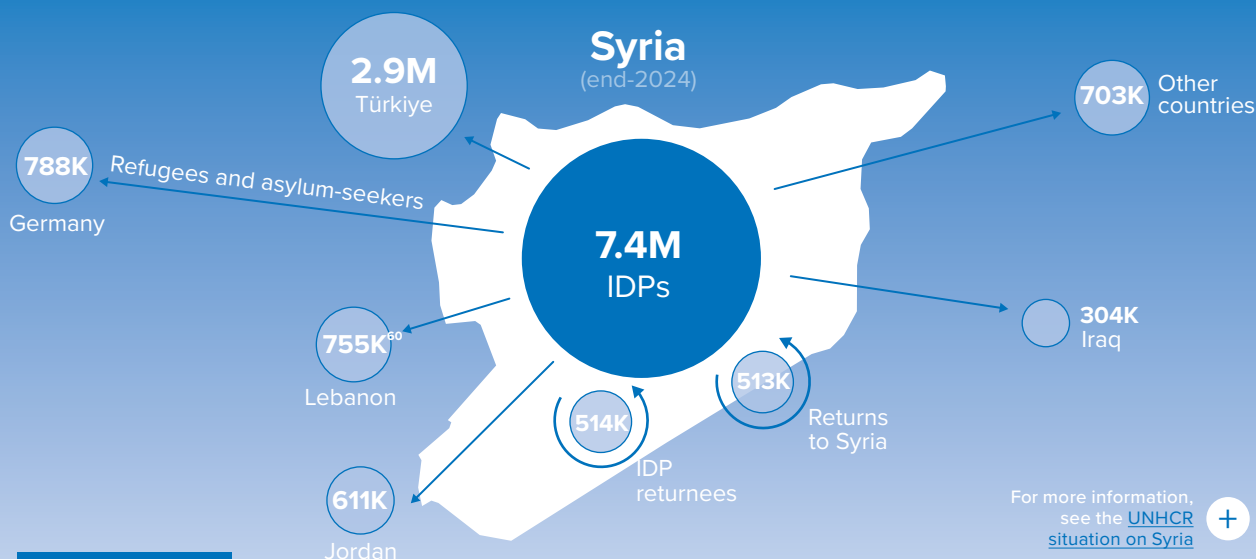 Syria
(end-2024)
2.9M
Türkiye
703K
Other
countries
788K
Germany
Refugees and asylum-seekers
7.4M
IDPs
304K
Iraq
755K60
Lebanon
513K
Returns
to Syria
514K
IDP
returnees
611K
Jordan
For more information,
see the UNHCR
situation on Syria
+